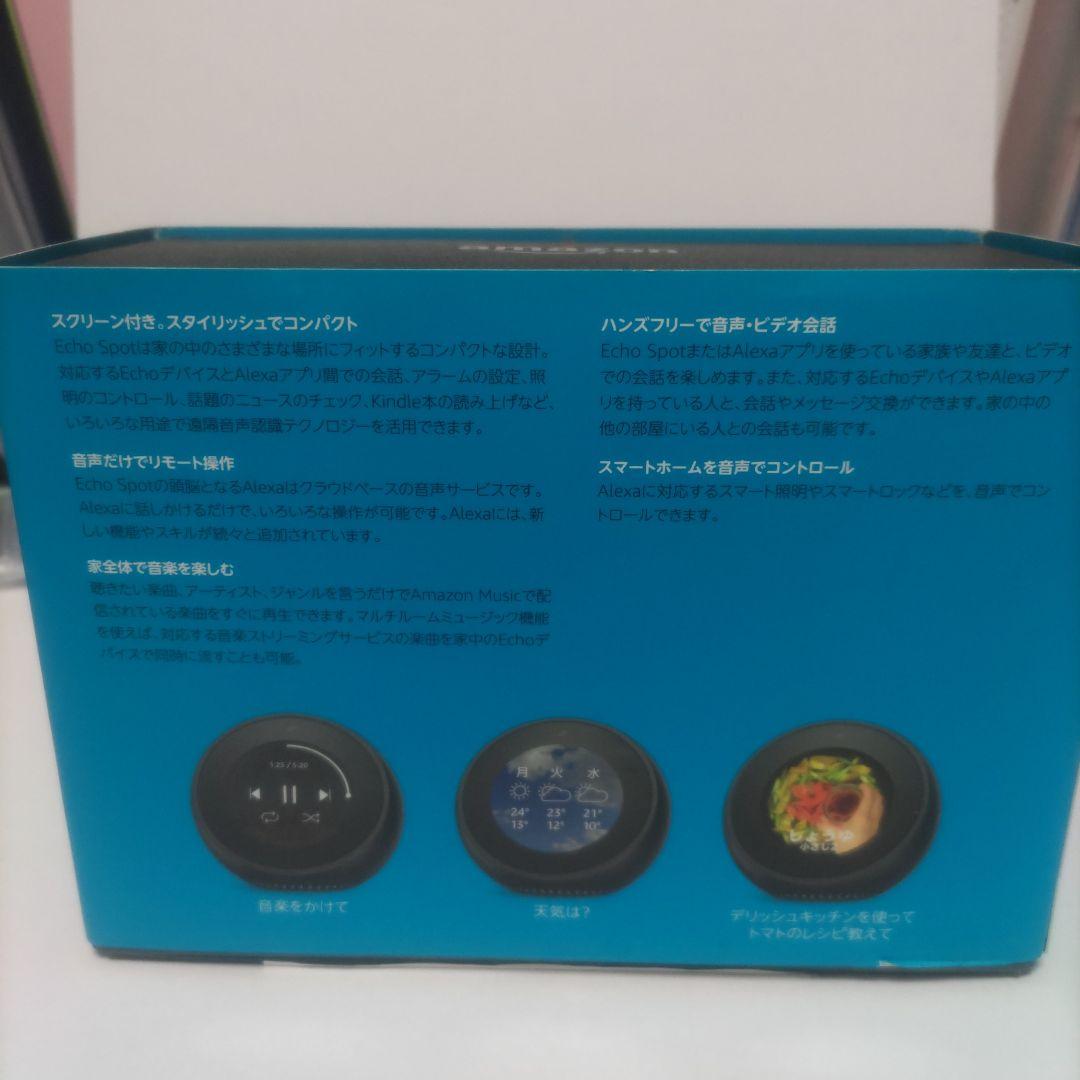 amazon
スクリーン付き。スタイリッシュでコンパクト
Echo Spotは家の中のさまざまな場所にフィットするコンパクトな設計。
対応するEchoデバイスとAlexaアプリ間での会話、アラームの設定、照
明のコントロール、話題のニュースのチェック、Kindle本の読み上げなど、
いろいろな用途で遠隔音声認識テクノロジーを活用できます。
音声だけでリモート操作
Echo Spotの頭脳となるAlexaはクラウドベースの音声サービスです。
Alexaに話しかけるだけで、いろいろな操作が可能です。Alexaには、新
しい機能やスキルが続々と追加されています。
家全体で音楽を楽しむ
聴きたい楽曲、アーティスト、ジャンルを言うだけでAmazon Musicで配
信されている楽曲をすぐに再生できます。マルチルームミュージック機能
を使えば、対応する音楽ストリーミングサービスの楽曲を家中のEchoデ
バイスで同時に流すことも可能。
ハンズフリーで音声・ビデオ会話
Echo SpotまたはAlexaアプリを使っている家族や友達と、ビデオ
での会話を楽しめます。また、対応するEchoデバイスやAlexaアプ
リを持っている人と、会話やメッセージ交換ができます。家の中の
他の部屋にいる人との会話も可能です。
スマートホームを音声でコントロール
Alexaに対応するスマート照明やスマートロックなどを、音声でコン
トロールできます。
1:25 / 5:20
音楽をかけて
月 火 水
24° 23° 21°
13° 12° 10°
天気は?
しょうゆ
小さじ2
デリッシュキッチンを使って
トマトのレシピ教えて